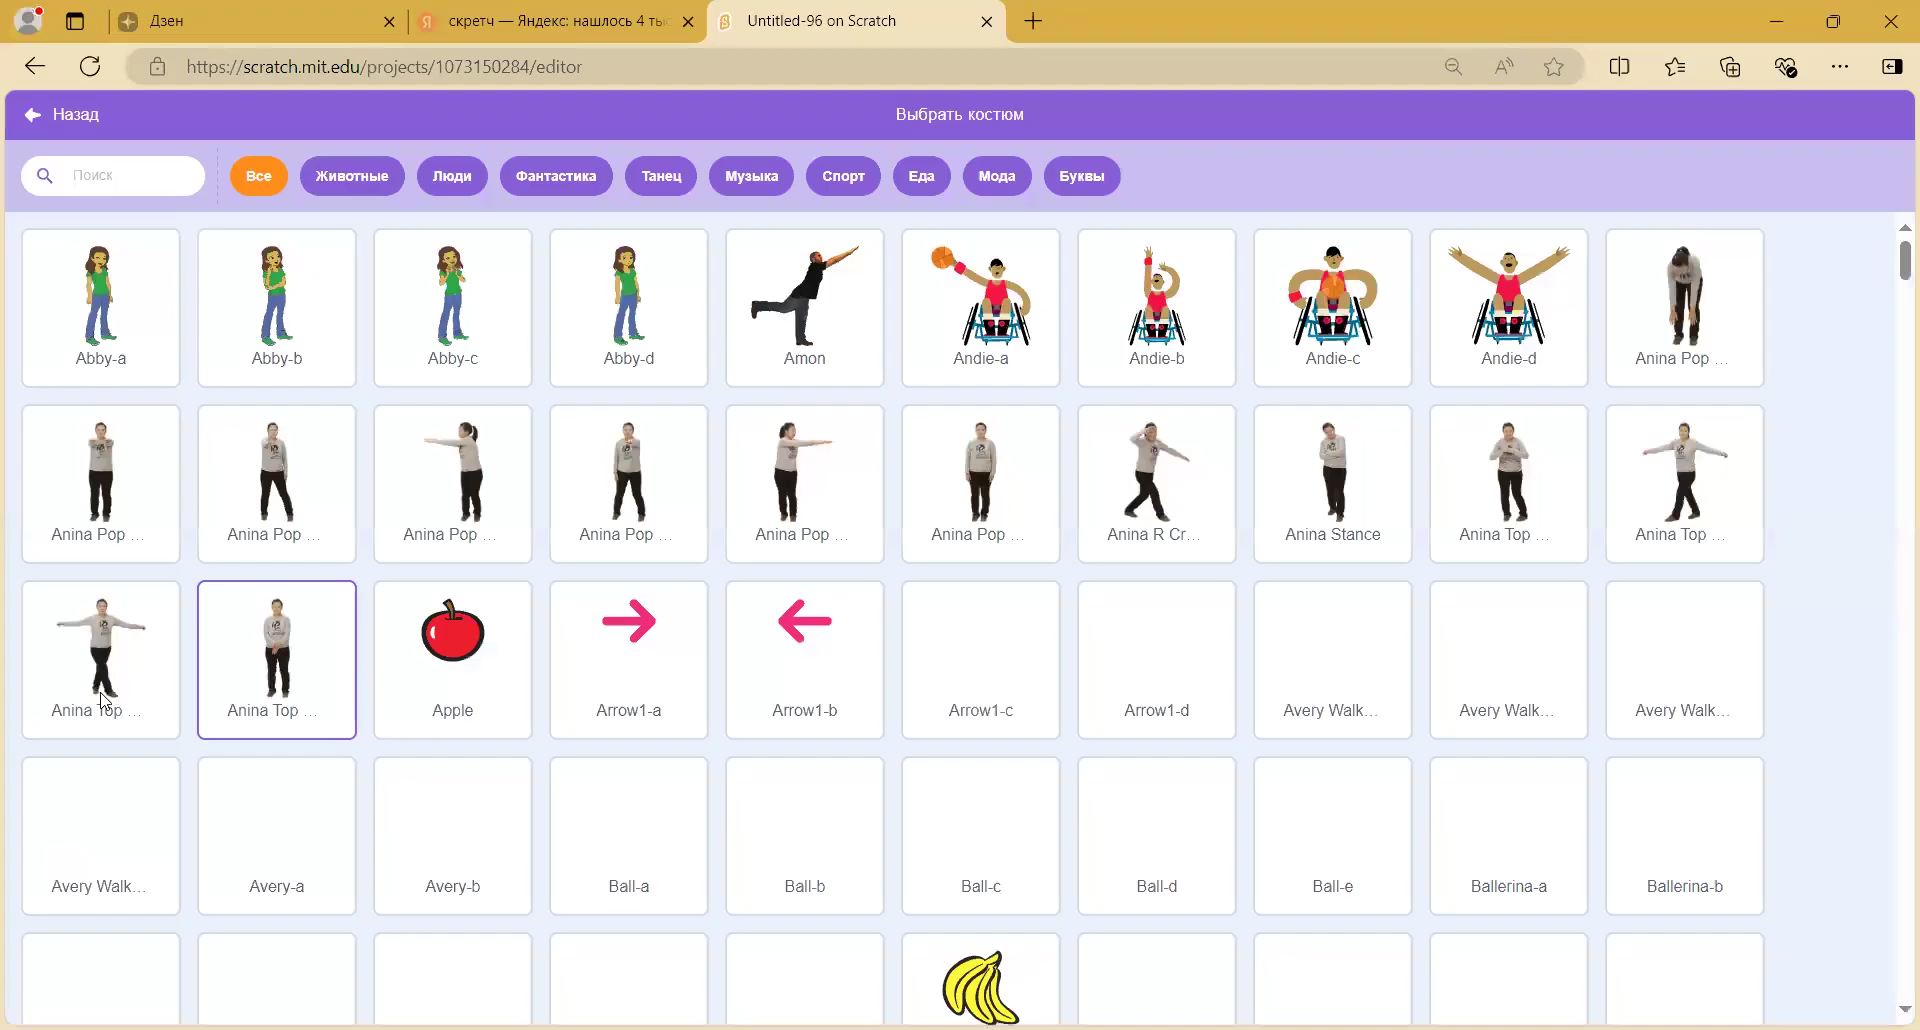 Дзен
скретч — Яндекс: нашлось 4 тыс
Untitled-96 on Scratch
https://scratch.mit.edu/projects/1073150284/editor
Назад
Выбрать костюм
Поиск
Все
Животные
Люди
Фантастика
Танец
Музыка
Спорт
Еда
Мода
Буквы
Abby-a
Abby-b
Abby-c
Abby-d
Amon
Andie-a
Andie-b
Andie-c
Andie-d
Anina Pop ...
Anina Pop ...
Anina Pop ...
Anina Pop ...
Anina Pop ...
Anina Pop ...
Anina Pop ...
Anina R Cr...
Anina Stance
Anina Top ...
Anina Top ...
Anina Top ...
Anina Top ...
Apple
Arrow1-a
Arrow1-b
Arrow1-c
Arrow1-d
Avery Walk...
Avery Walk...
Avery Walk...
Avery Walk...
Avery-a
Avery-b
Ball-a
Ball-b
Ball-c
Ball-d
Ball-e
Ballerina-a
Ballerina-b